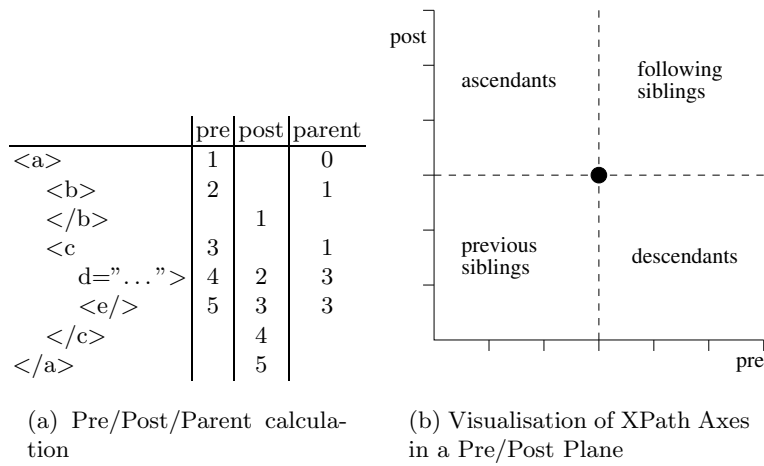 pre post parent
<a> 1 0
<b> 2 1
</b> 1
<c 3 1
d="..."> 4 2 3
<e/> 5 3 3
</c> 4
</a> 5
(a) Pre/Post/Parent calcula-
tion
post
ascendants
following
siblings
previous
siblings
descendants
pre
(b) Visualisation of XPath Axes
in a Pre/Post Plane